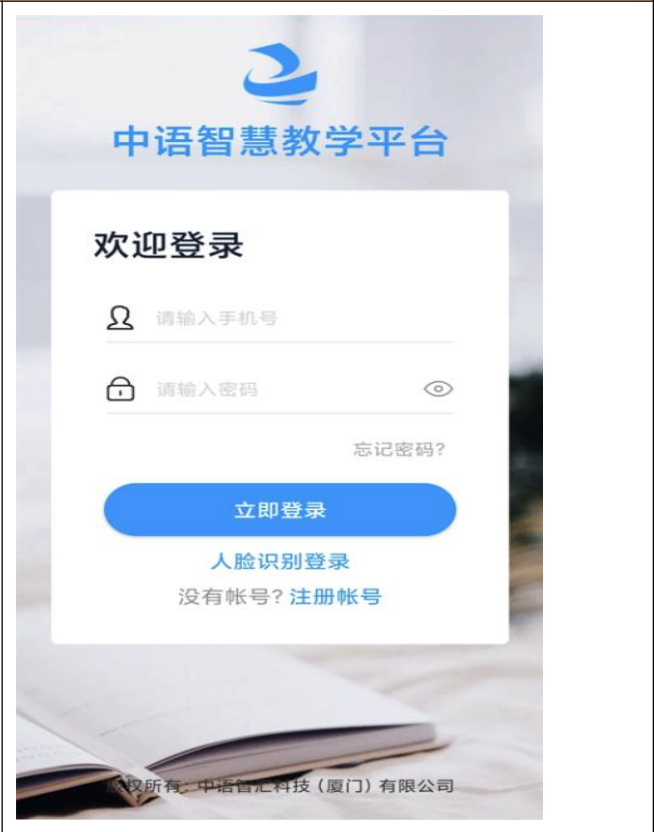 中语智慧教学平台
欢迎登录
请输入手机号
请输入密码
忘记密码?
立即登录
人脸识别登录
没有帐号? 注册帐号
版权所有: 中语智汇科技 (厦门) 有限公司